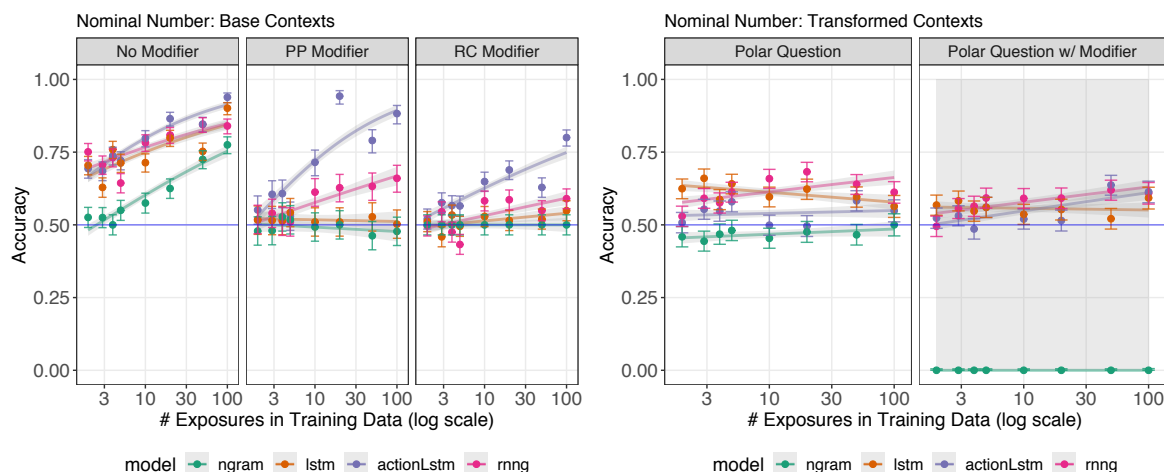 Nominal Number: Base Contexts
No Modifier PP Modifier RC Modifier
1.00
0.75
0.50
0.25
0.00
Accuracy
3 10 30 100 3 10 30 100 3 10 30 100
# Exposures in Training Data (log scale)
model ngram lstm actionLstm rnng
Nominal Number: Transformed Contexts
Polar Question Polar Question w/ Modifier
1.00
0.75
0.50
0.25
0.00
Accuracy
3 10 30 100 3 10 30 100
# Exposures in Training Data (log scale)
model ngram lstm actionLstm rnng